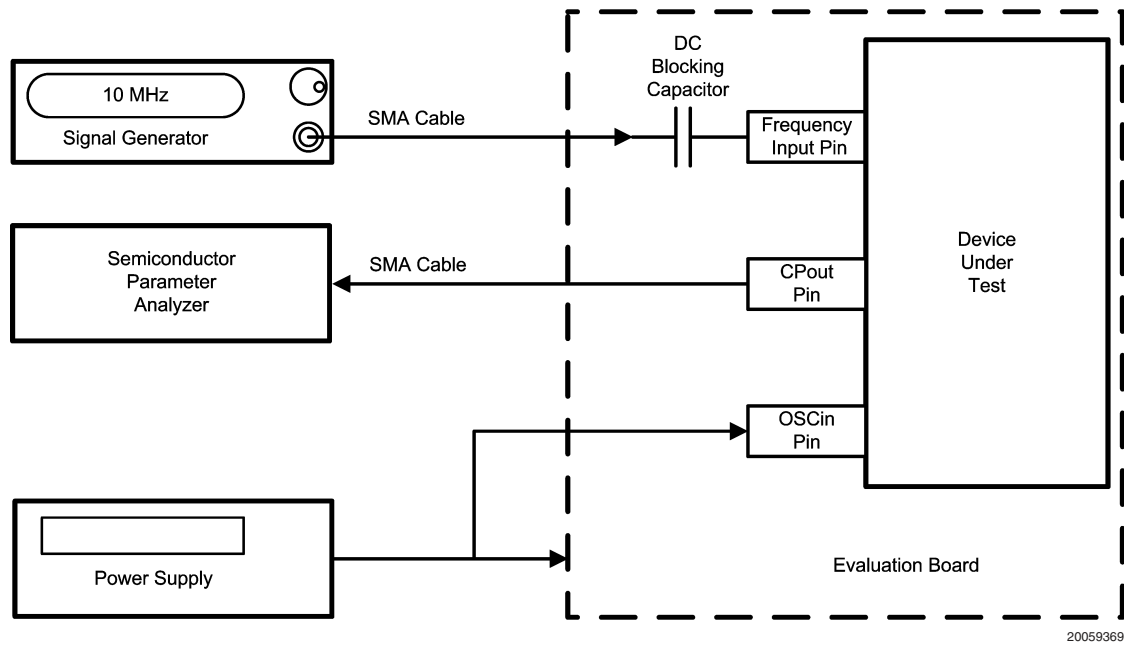 10 MHz
Signal Generator
SMA Cable
DC
Blocking
Capacitor
Frequency
Input Pin
Semiconductor
Parameter
Analyzer
SMA Cable
CPout
Pin
Device
Under
Test
OSCin
Pin
Power Supply
Evaluation Board
20059369